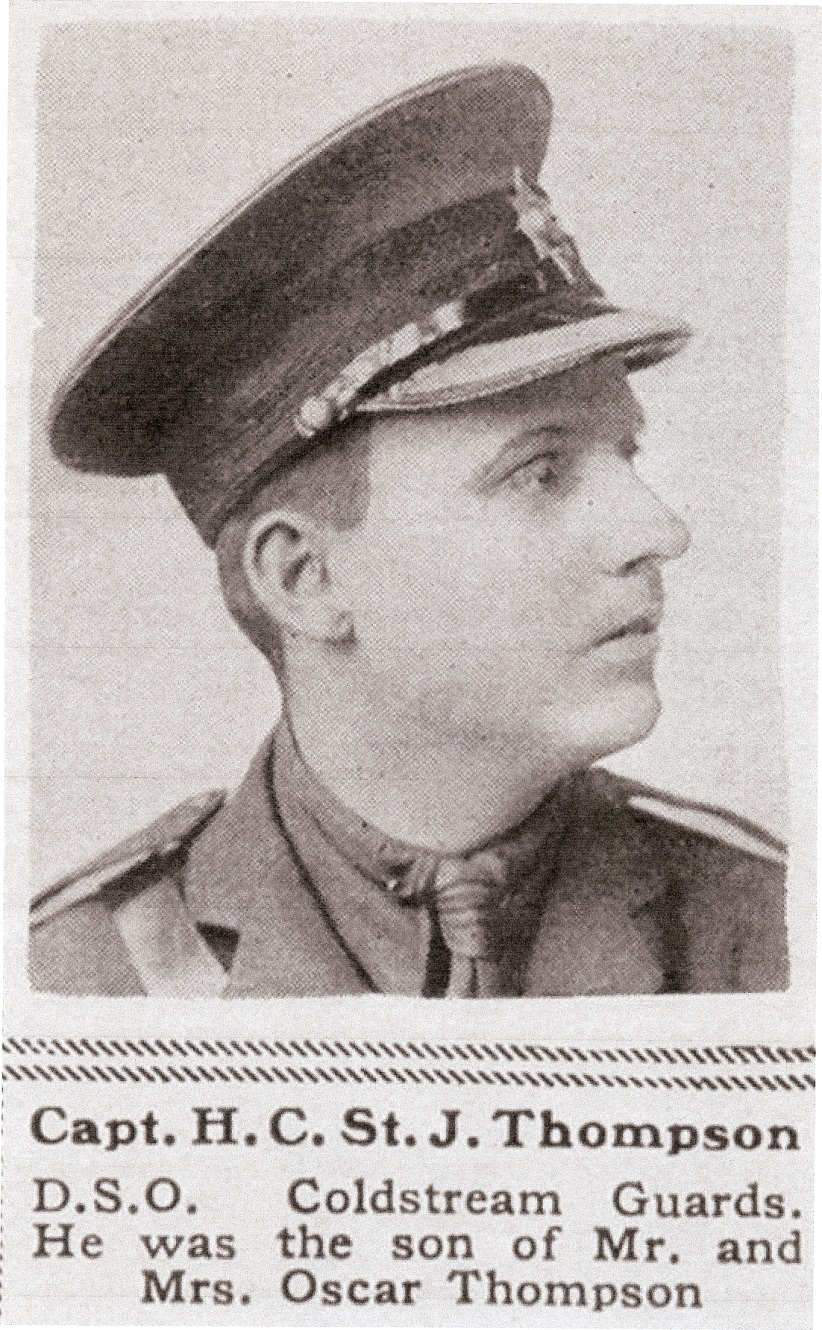 Capt. H. C. St. J. Thompson
D.S.O. Coldstream Guards.
He was the son of Mr. and
Mrs. Oscar Thompson